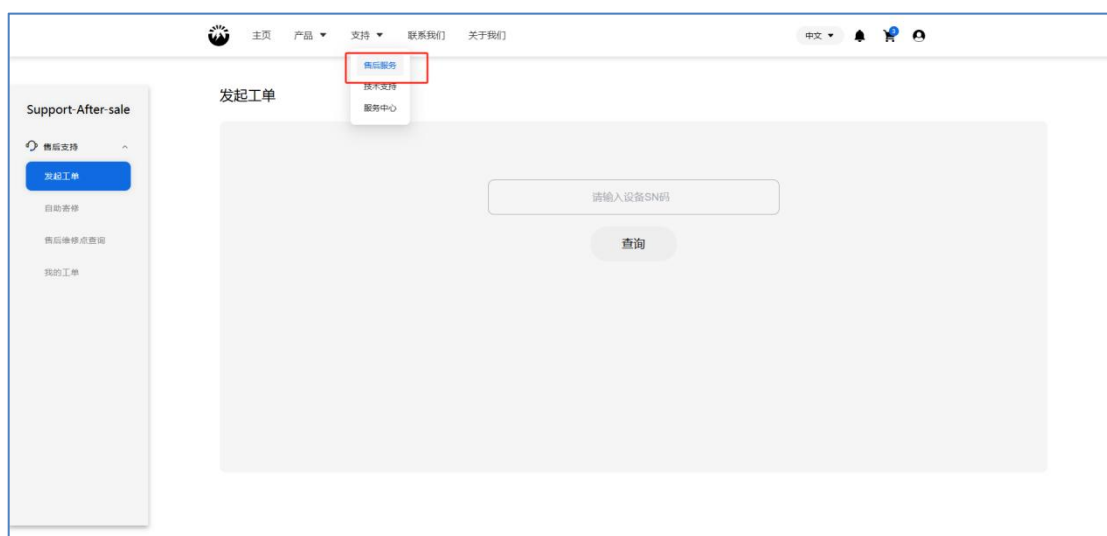 主页 产品 支持 联系我们 关于我们 中文
售后服务
技术支持
服务中心
Support-After-sale
售后支持
发起工单
自助寄修
售后维修点查询
我的工单
发起工单
请输入设备SN码
查询